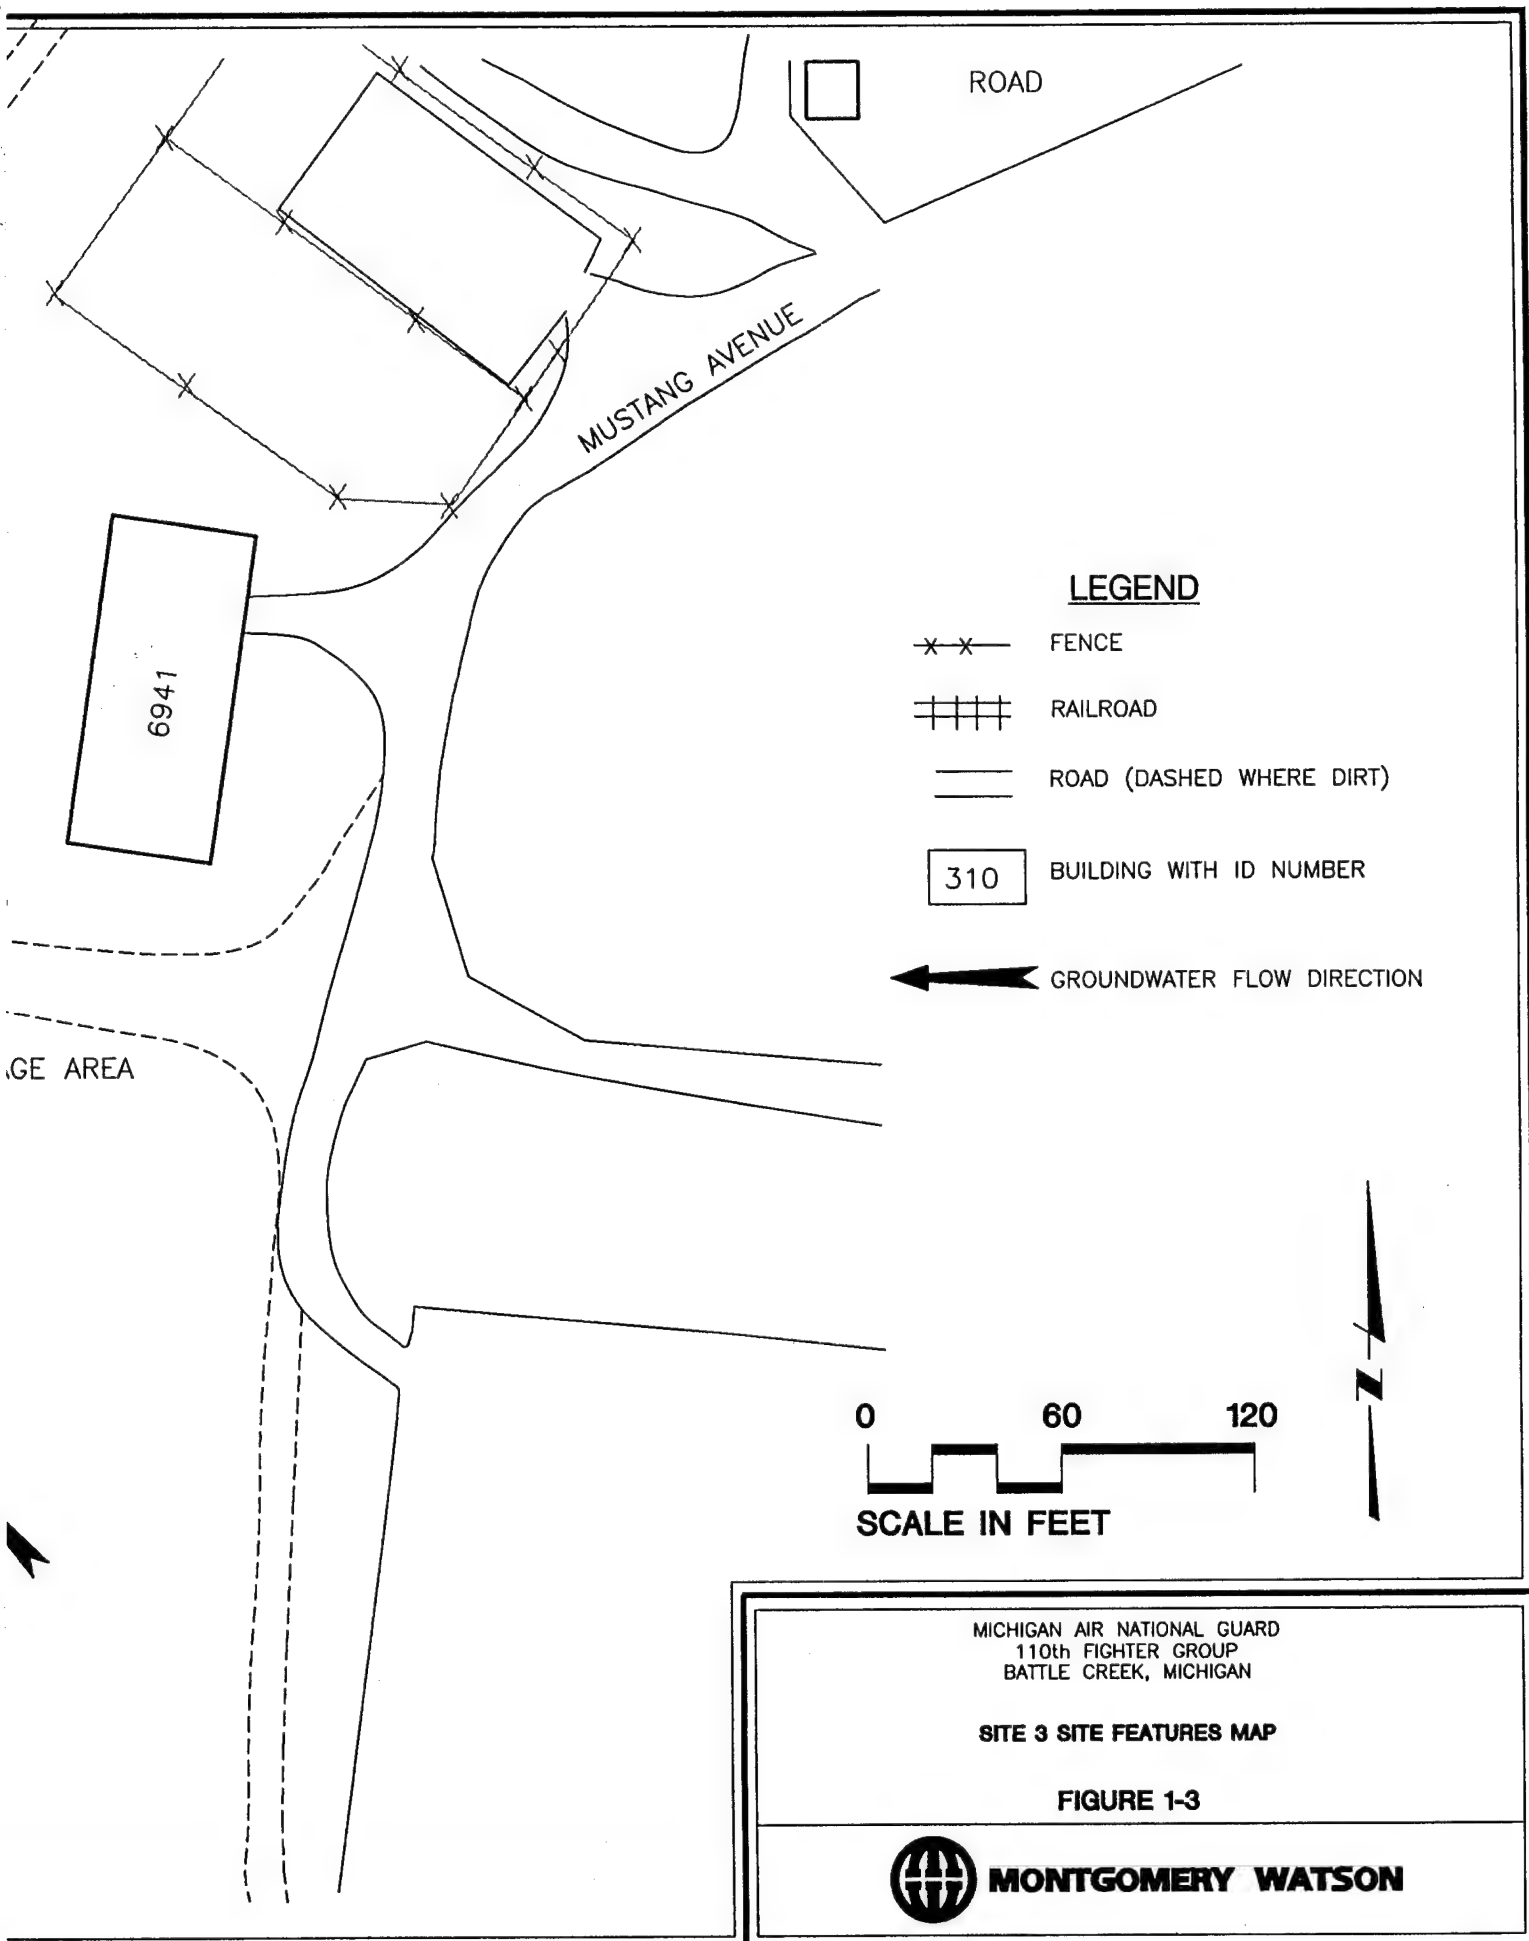 ROAD
MUSTANG AVENUE
LEGEND
FENCE
RAILROAD
ROAD (DASHED WHERE DIRT)
310 BUILDING WITH ID NUMBER
GROUNDWATER FLOW DIRECTION
6941
GE AREA
N
0 60 120
SCALE IN FEET
MICHIGAN AIR NATIONAL GUARD
110th FIGHTER GROUP
BATTLE CREEK, MICHIGAN
SITE 3 SITE FEATURES MAP
FIGURE 1-3
MONTGOMERY WATSON